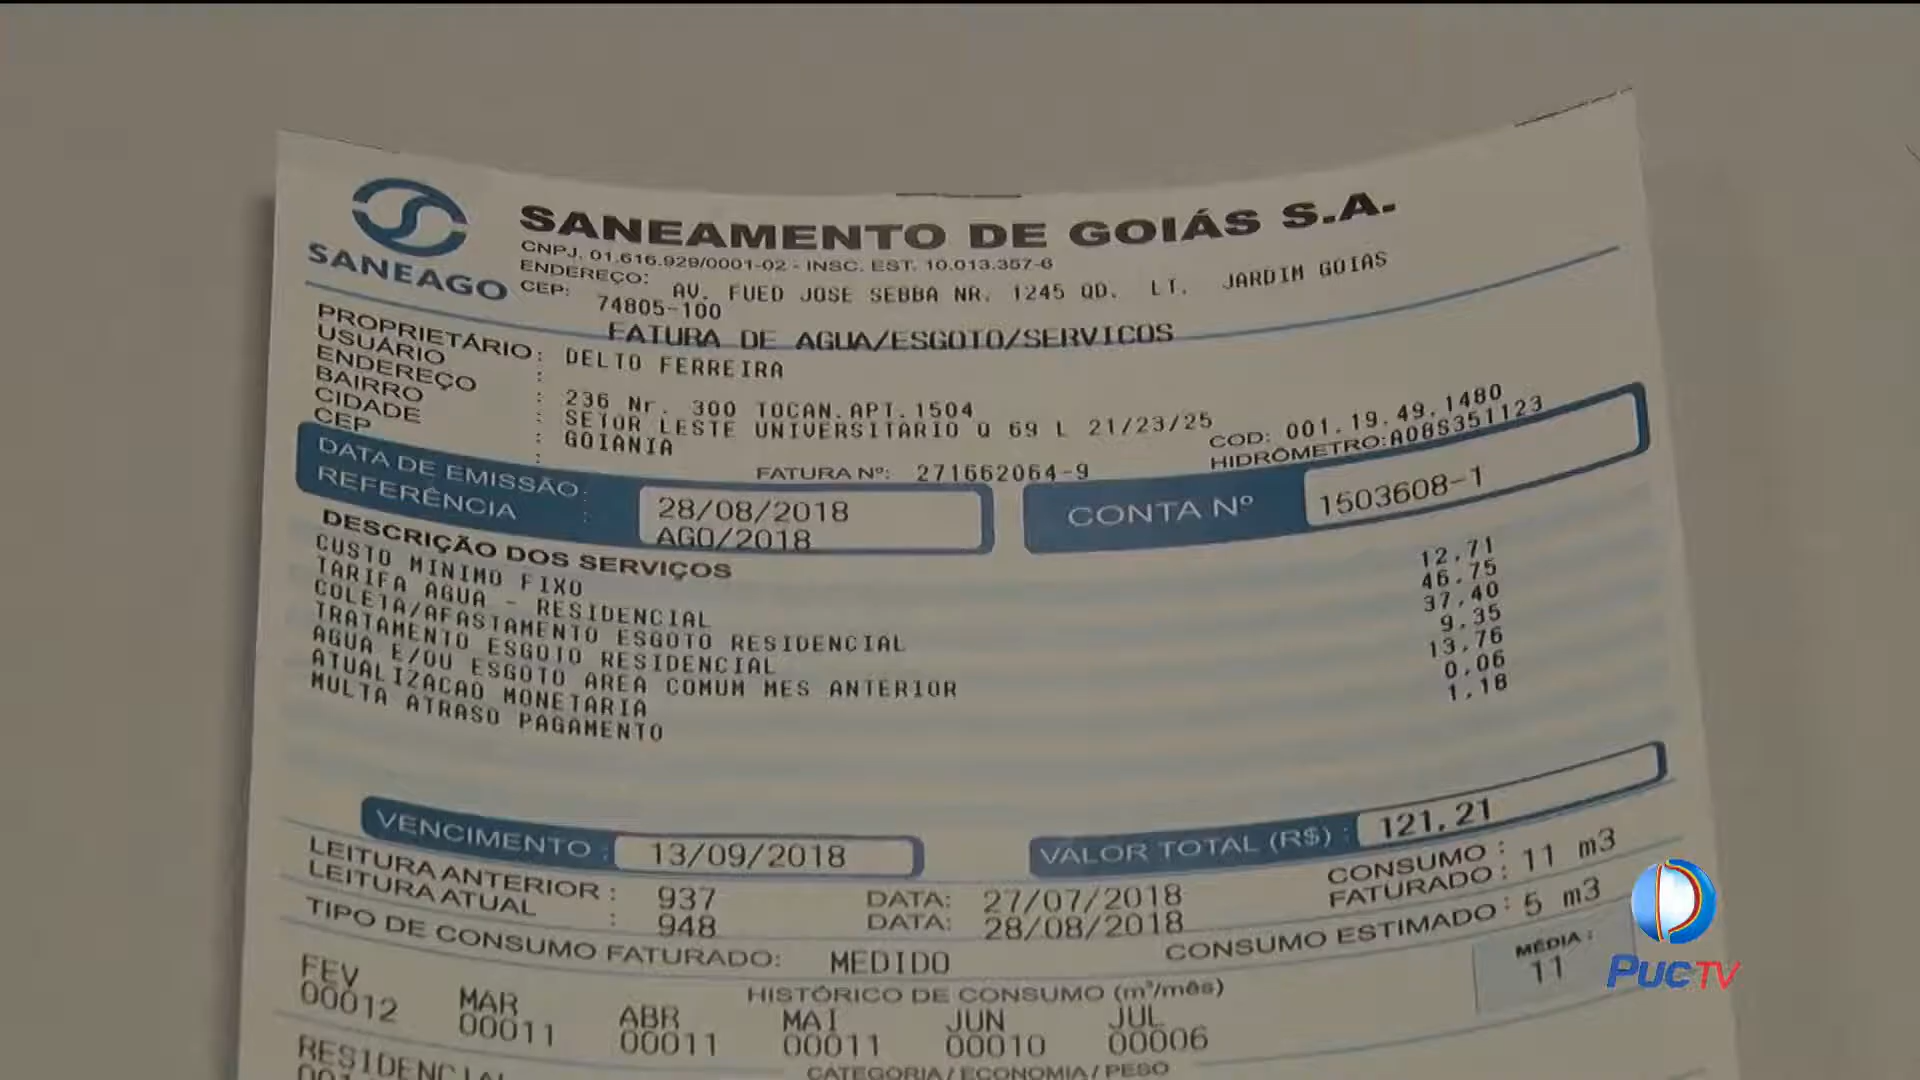 SANEAGO
SANEAMENTO DE GOIÁS S.A.
CNPJ. 01.616.929/0001-02 - INSC. EST. 10.013.357-6
ENDEREÇO: AV. FUED JOSE SEBBA NR. 1245 QD. LT. JARDIM GOIAS
CEP: 74805-100
FATURA DE AGUA/ESGOTO/SERVICOS
PROPRIETÁRIO : DELTO FERREIRA
USUÁRIO :
ENDEREÇO : 236 Nr. 300 TOCAN.APT.1504
BAIRRO : SETOR LESTE UNIVERSITARIO Q 69 L 21/23/25
CIDADE : GOIANIA
CEP :
COD: 001.19.49.1480
HIDRÔMETRO:A08S351123
FATURA Nº: 271662064-9
DATA DE EMISSÃO : 28/08/2018
REFERÊNCIA : AGO/2018
CONTA Nº 1503608-1
DESCRIÇÃO DOS SERVIÇOS
CUSTO MINIMO FIXO 12,71
TARIFA AGUA - RESIDENCIAL 46.75
COLETA/AFASTAMENTO ESGOTO RESIDENCIAL 37,40
TRATAMENTO ESGOTO RESIDENCIAL 9.35
AGUA E/OU ESGOTO AREA COMUM MES ANTERIOR 13,76
ATUALIZACAO MONETARIA 0.06
MULTA ATRASO PAGAMENTO 1,18
VENCIMENTO : 13/09/2018
VALOR TOTAL (R$) : 121,21
LEITURA ANTERIOR : 937 DATA: 27/07/2018
LEITURA ATUAL : 948 DATA: 28/08/2018
CONSUMO FATURADO : 11 m3
CONSUMO ESTIMADO : 5 m3
TIPO DE CONSUMO FATURADO: MEDIDO
MÉDIA :
11
HISTÓRICO DE CONSUMO (m³/mês)
FEV MAR ABR MAI JUN JUL
00012 00011 00011 00011 00010 00006
CATEGORIA/ECONOMIA/PESO
RESIDENCIAL
PUC TV